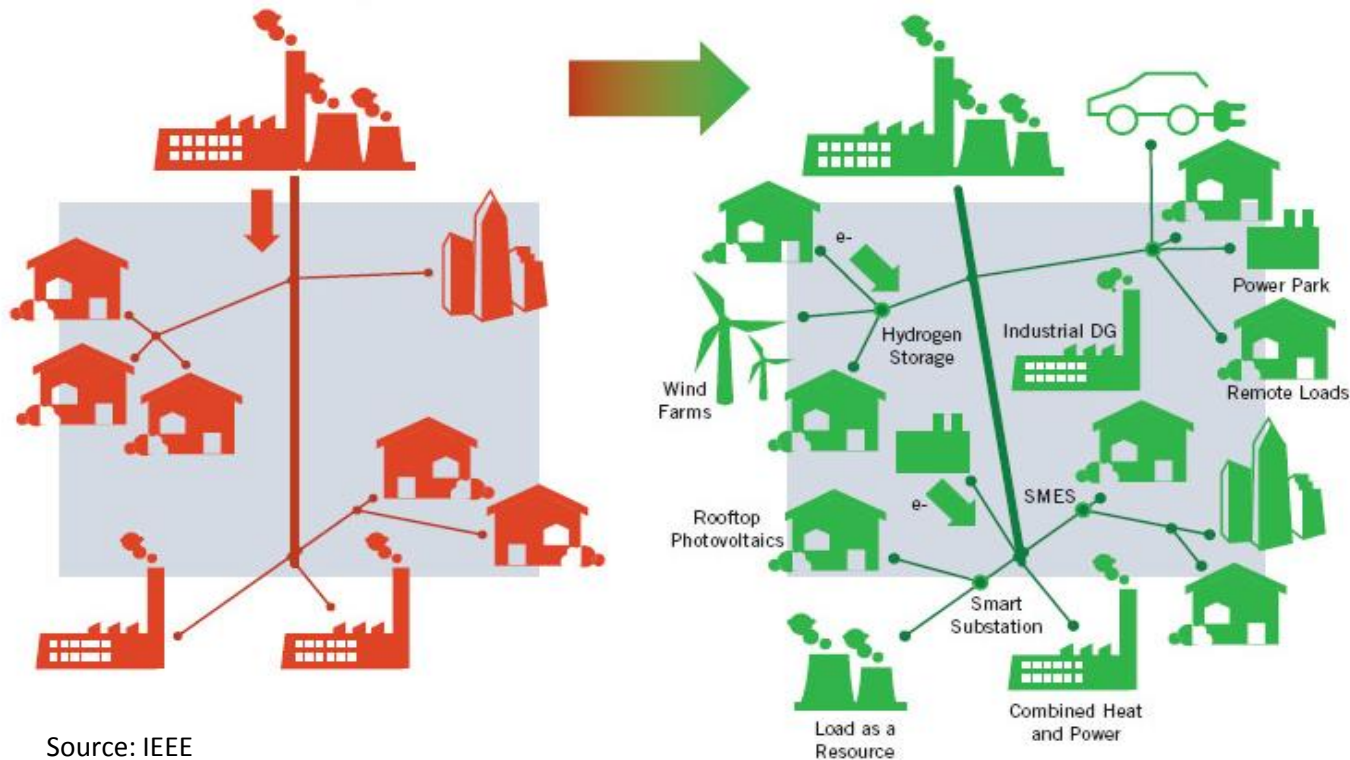 e-
Power Park
Hydrogen
Storage
Industrial DG
Wind
Farms
Remote Loads
SMES
e-
Rooftop
Photovoltaics
Smart
Substation
Load as a
Resource
Combined Heat
and Power
Source: IEEE